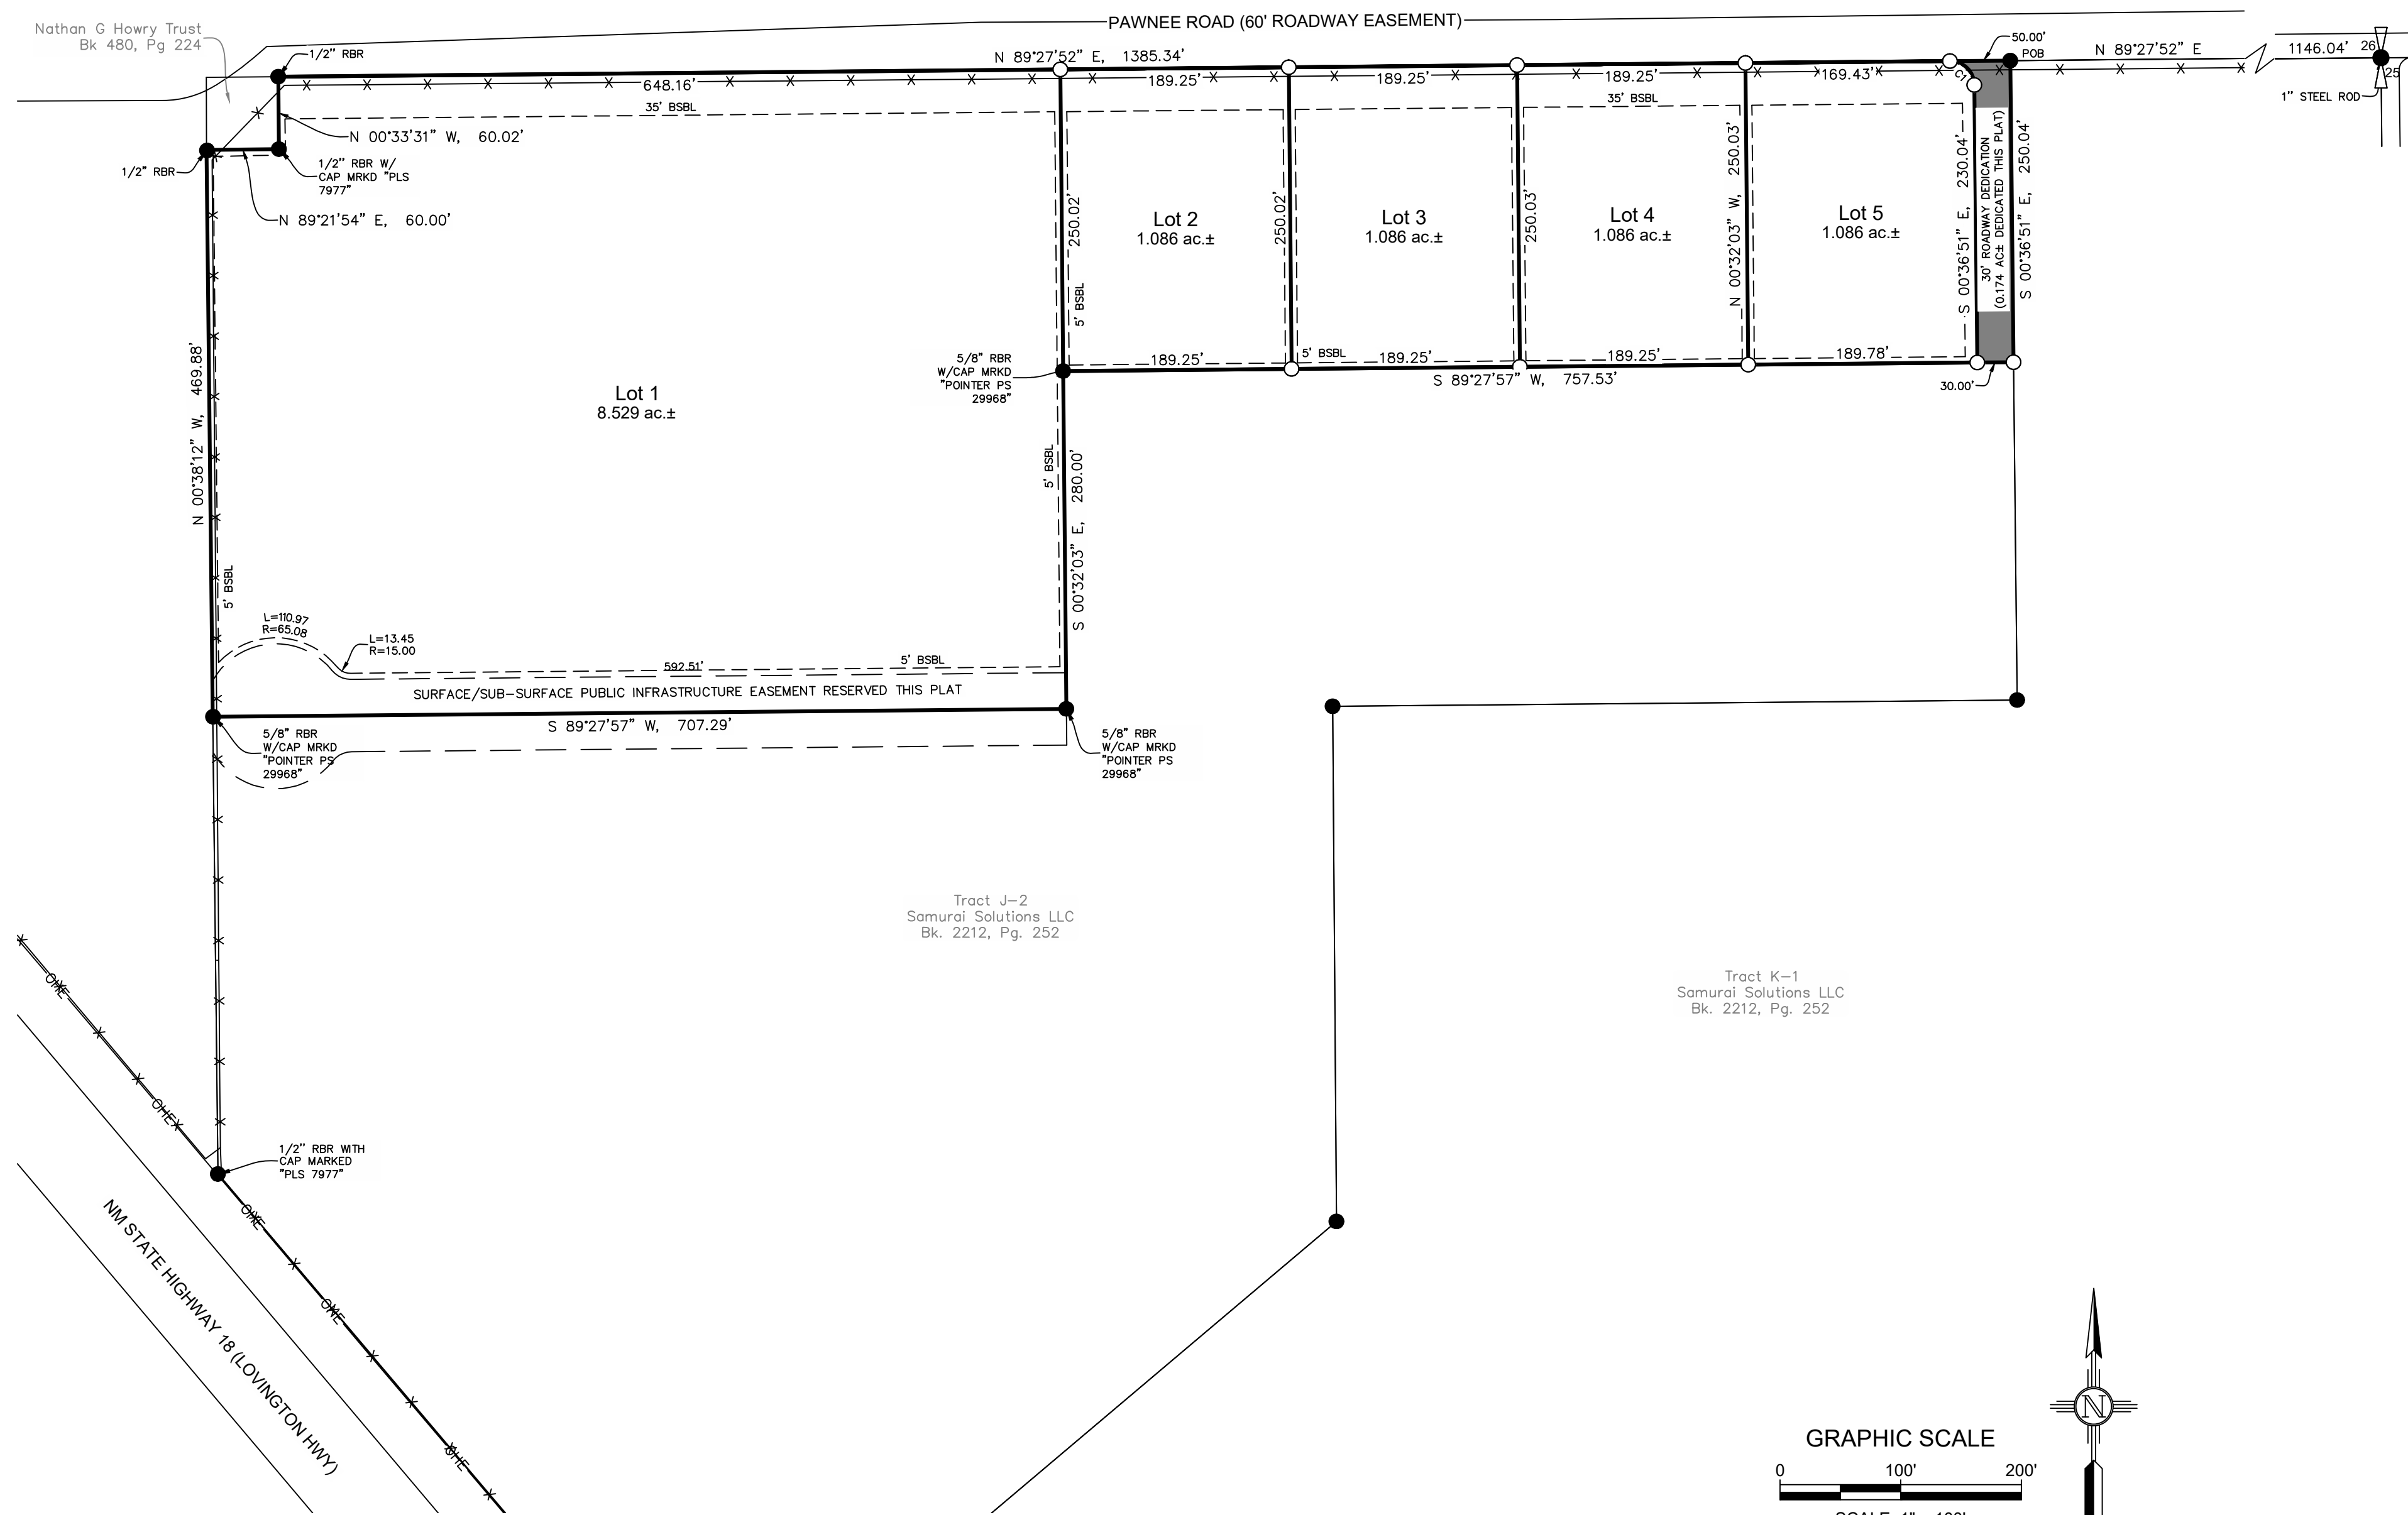 PAWNEE ROAD (60' ROADWAY EASEMENT)
Nathan G Howry Trust
Bk 480, Pg 224
1/2" RBR
N 89°27'52" E, 1385.34'
50.00'
POB
N 89°27'52" E
1146.04'
26
25
1" STEEL ROD
648.16'
189.25'
189.25'
189.25'
169.43'
C1
35' BSBL
35' BSBL
N 00°33'31" W, 60.02'
1/2" RBR
1/2" RBR W/
CAP MRKD "PLS
7977"
N 89°21'54" E, 60.00'
Lot 1
8.529 ac.±
Lot 2
1.086 ac.±
Lot 3
1.086 ac.±
Lot 4
1.086 ac.±
Lot 5
1.086 ac.±
250.02'
5' BSBL
250.02'
250.03'
N 00°32'03" W, 250.03'
S 00°36'51" E, 230.04'
30' ROADWAY DEDICATION
(0.174 AC± DEDICATED THIS PLAT)
S 00°36'51" E, 250.04'
189.25'
5' BSBL
189.25'
189.25'
189.78'
S 89°27'57" W, 757.53'
30.00'
5/8" RBR
W/CAP MRKD
"POINTER PS
29968"
N 00°38'12" W, 469.88'
5' BSBL
5' BSBL
S 00°32'03" E, 280.00'
L=110.97
R=65.08
L=13.45
R=15.00
592.51'
5' BSBL
SURFACE/SUB-SURFACE PUBLIC INFRASTRUCTURE EASEMENT RESERVED THIS PLAT
S 89°27'57" W, 707.29'
5/8" RBR
W/CAP MRKD
"POINTER PS
29968"
5/8" RBR
W/CAP MRKD
"POINTER PS
29968"
Tract J-2
Samurai Solutions LLC
Bk. 2212, Pg. 252
Tract K-1
Samurai Solutions LLC
Bk. 2212, Pg. 252
OHE
OHE
1/2" RBR WITH
CAP MARKED
"PLS 7977"
OHE
OHE
OHE
NM STATE HIGHWAY 18 (LOVINGTON HWY)
N
GRAPHIC SCALE
0 100' 200'